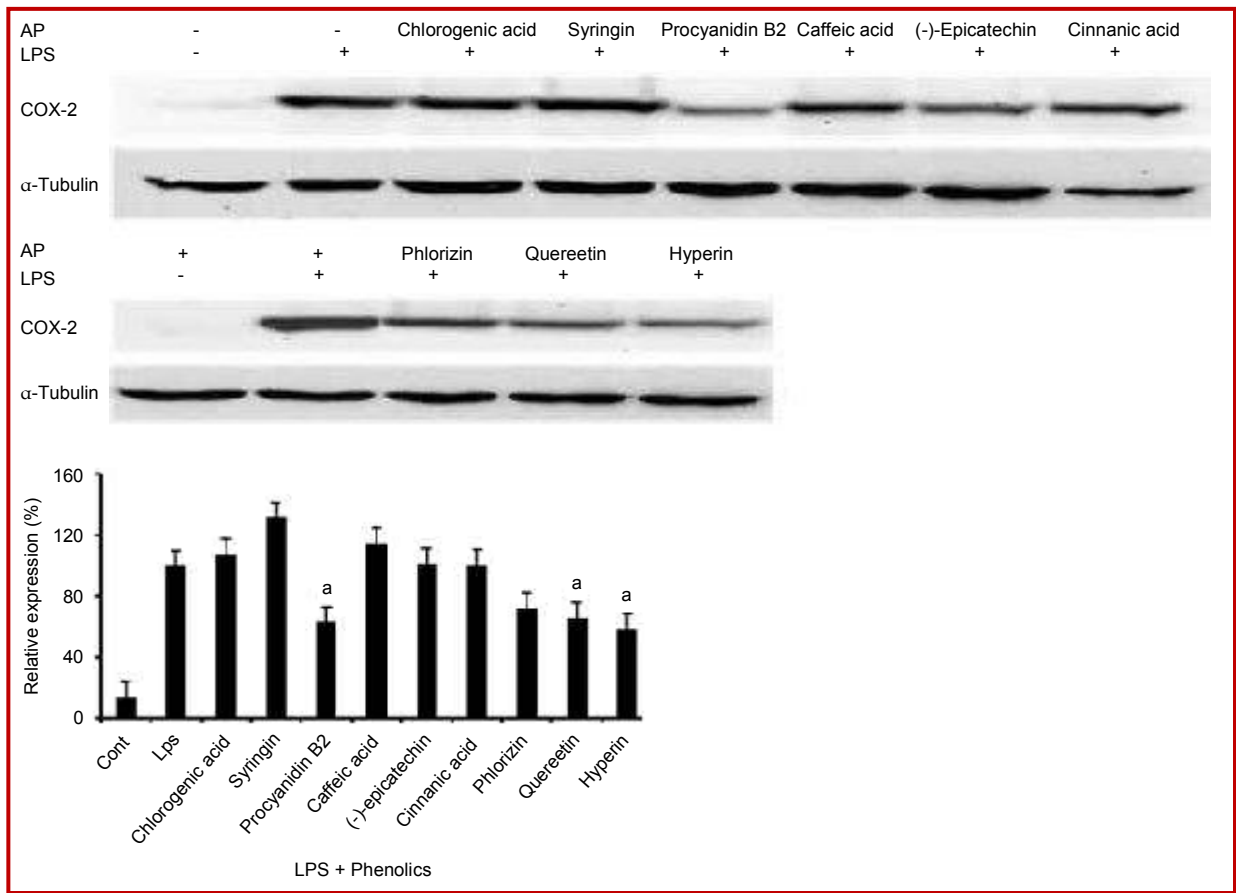 AP - - Chlorogenic acid Syringin Procyanidin B2 Caffeic acid (-)-Epicatechin Cinnanic acid
LPS - + + + + + + +
COX-2
α-Tubulin
AP + + Phlorizin Quereetin Hyperin
LPS - + + + +
COX-2
α-Tubulin
Relative expression (%)
160
120
80
40
0
a a a
Cont Lps Chlorogenic acid Syringin Procyanidin B2 Caffeic acid (-)-epicatechin Cinnanic acid Phlorizin Quereetin Hyperin
LPS + Phenolics